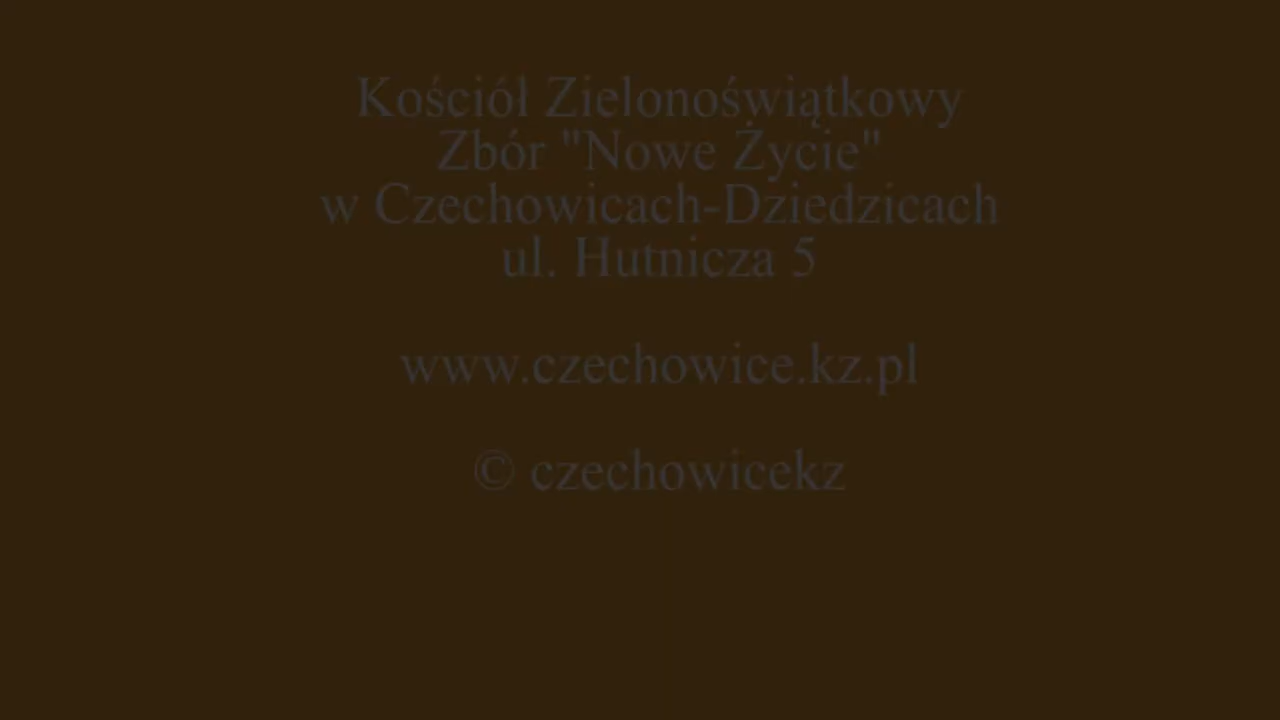 Kościół Zielonoświątkowy
Zbór "Nowe Życie"
w Czechowicach-Dziedzicach
ul. Hutnicza 5
www.czechowice.kz.pl
© czechowicekz